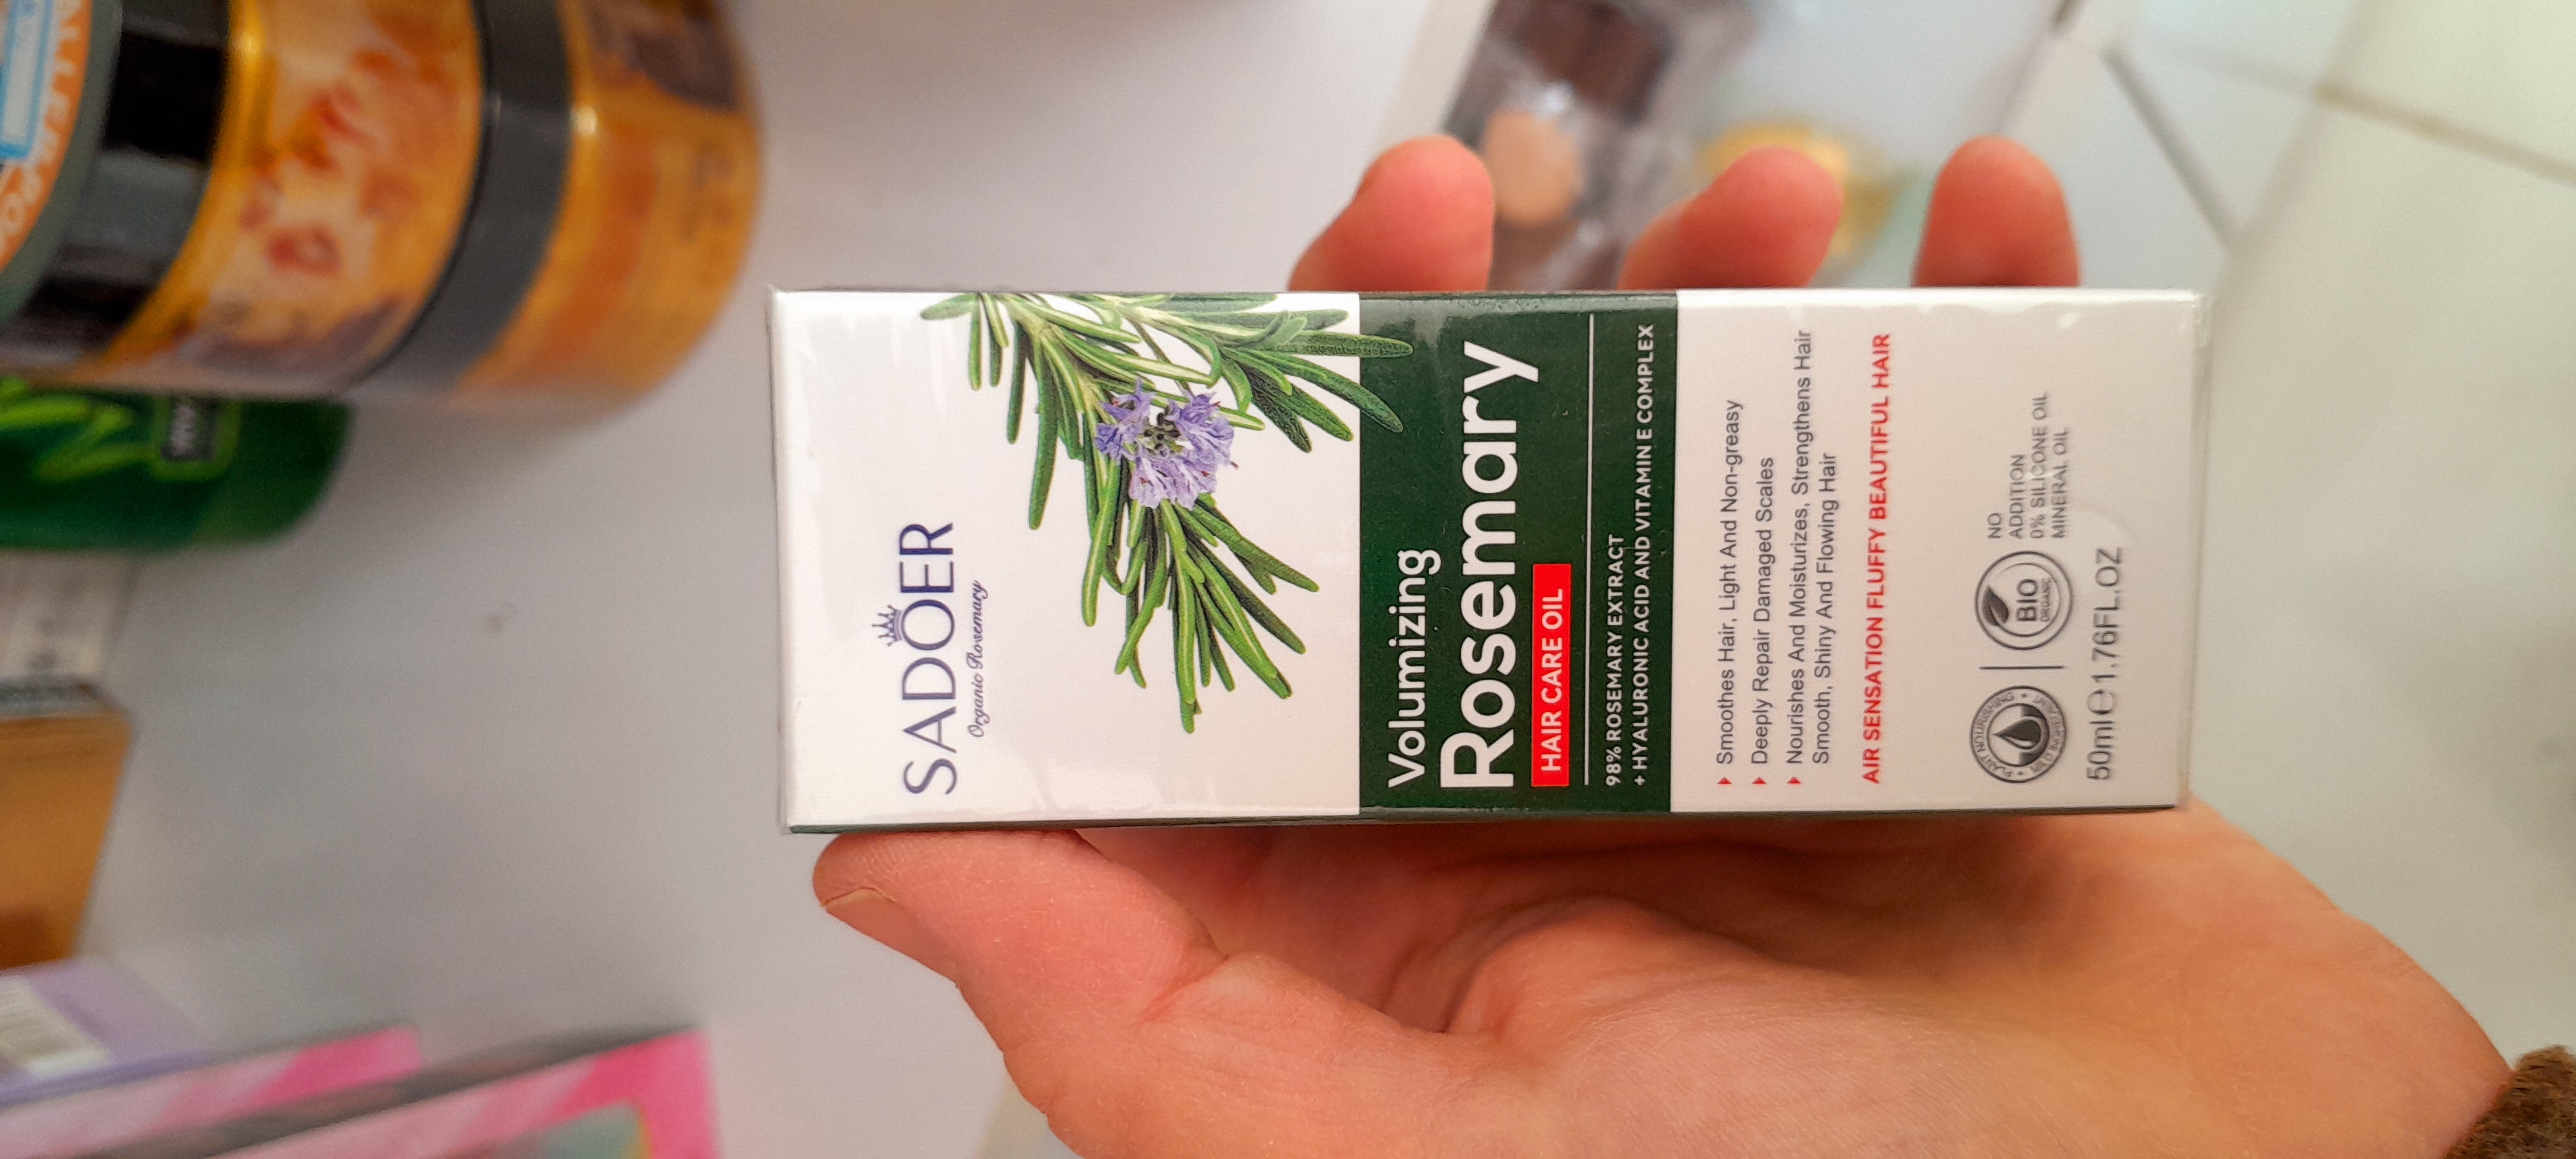 SADOER
Organic Rosemary
Volumizing
Rosemary
HAIR CARE OIL
98% ROSEMARY EXTRACT
+ HYALURONIC ACID AND VITAMIN E COMPLEX
Smoothes Hair, Light And Non-greasy
Deeply Repair Damaged Scales
Nourishes And Moisturizes, Strengthens Hair
Smooth, Shiny And Flowing Hair
AIR SENSATION FLUFFY BEAUTIFUL HAIR
BIO
ORGANIC
NO
ADDITION
0% SILICONE OIL
MINERAL OIL
50ml e 1.76FL.OZ